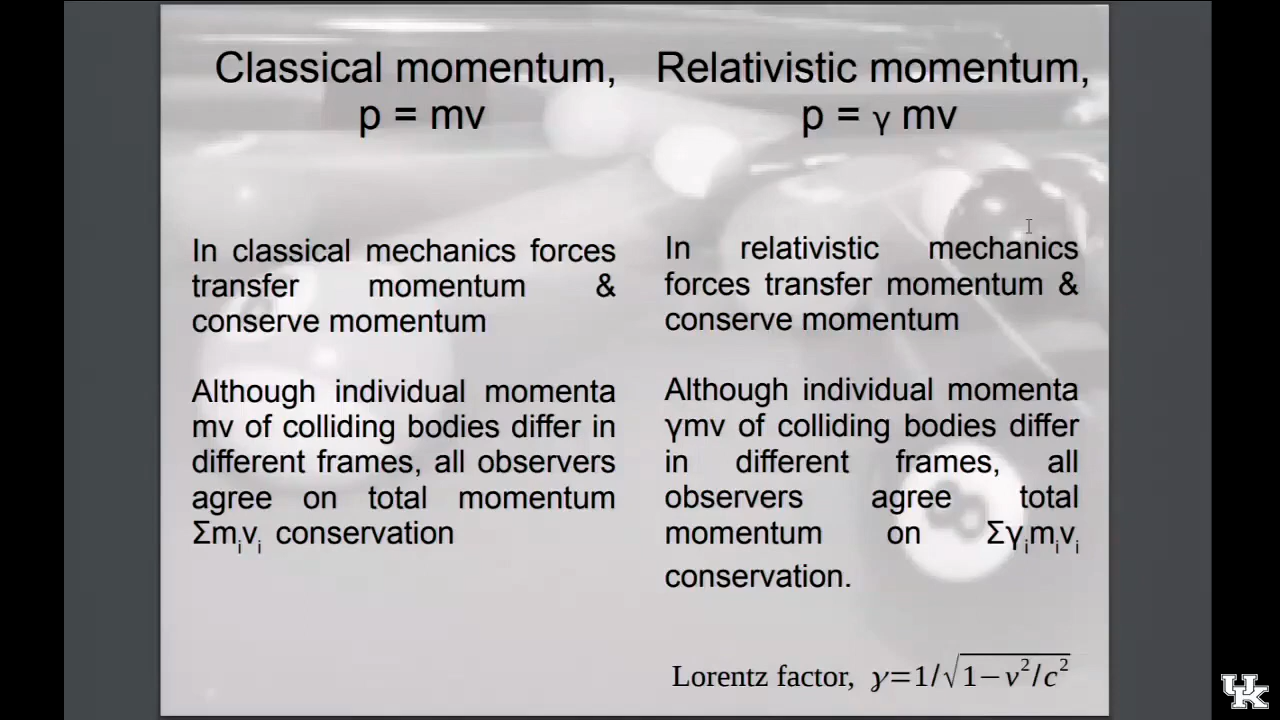 Classical momentum,
p = mv
In classical mechanics forces
transfer momentum &
conserve momentum
Although individual momenta
mv of colliding bodies differ in
different frames, all observers
agree on total momentum
Σmᵢvᵢ conservation
Relativistic momentum,
p = γ mv
In relativistic mechanics
forces transfer momentum &
conserve momentum
Although individual momenta
γmv of colliding bodies differ
in different frames, all
observers agree total
momentum on Σγᵢmᵢvᵢ
conservation.
Lorentz factor, γ=1/√1−v²/c²
UK